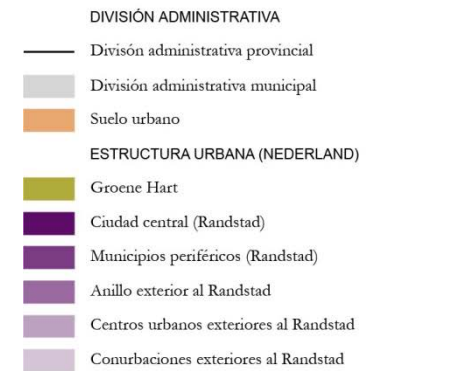 DIVISIÓN ADMINISTRATIVA
Divisón administrativa provincial
División administrativa municipal
Suelo urbano
ESTRUCTURA URBANA (NEDERLAND)
Groene Hart
Ciudad central (Randstad)
Municipios periféricos (Randstad)
Anillo exterior al Randstad
Centros urbanos exteriores al Randstad
Conurbaciones exteriores al Randstad